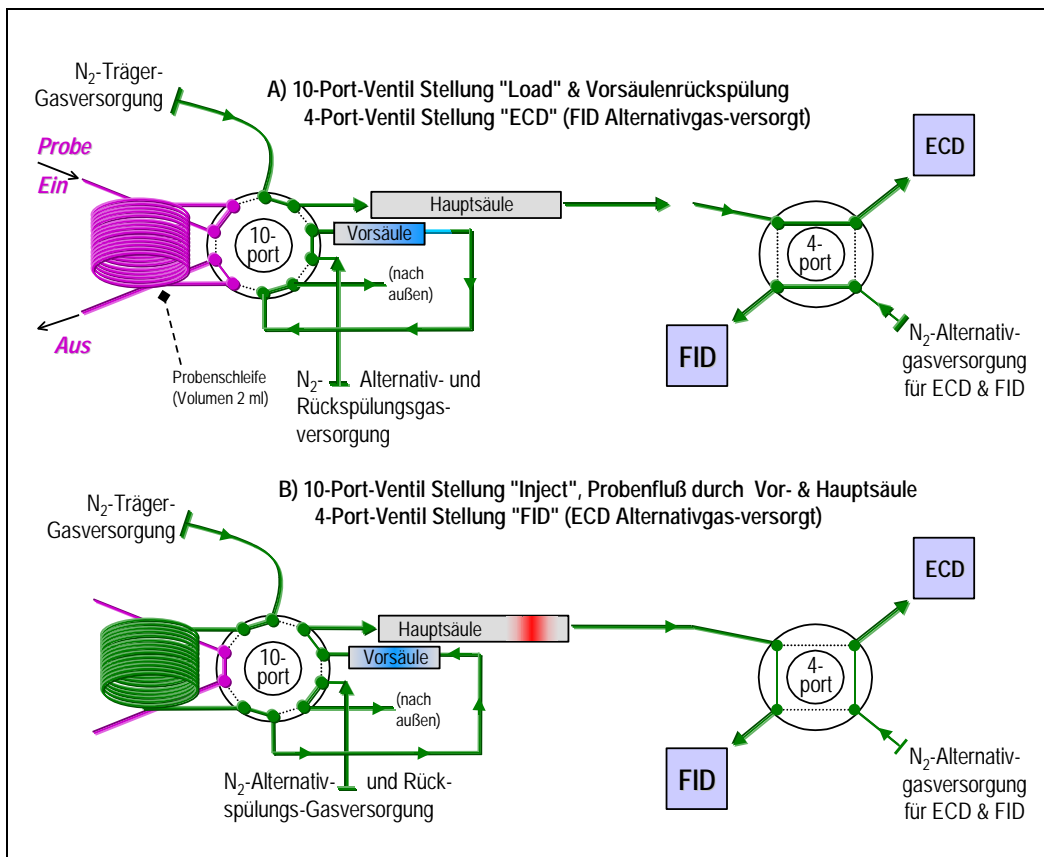 N₂-Träger-
Gasversorgung
A) 10-Port-Ventil Stellung "Load" & Vorsäulenrückspülung
4-Port-Ventil Stellung "ECD" (FID Alternativgas-versorgt)
Probe
Ein
ECD
Hauptsäule
10-
port
Vorsäule
4-
port
(nach
außen)
Aus
FID
Probenschleife
(Volumen 2 ml)
N₂- Alternativ- und
Rückspülungsgas-
versorgung
N₂-Alternativ-
gasversorgung
für ECD & FID
B) 10-Port-Ventil Stellung "Inject", Probenfluß durch Vor- & Hauptsäule
4-Port-Ventil Stellung "FID" (ECD Alternativgas-versorgt)
N₂-Träger-
Gasversorgung
ECD
Hauptsäule
10-
port
Vorsäule
4-
port
(nach
außen)
FID
N₂-Alternativ- und Rück-
spülungs-Gasversorgung
N₂-Alternativ-
gasversorgung
für ECD & FID